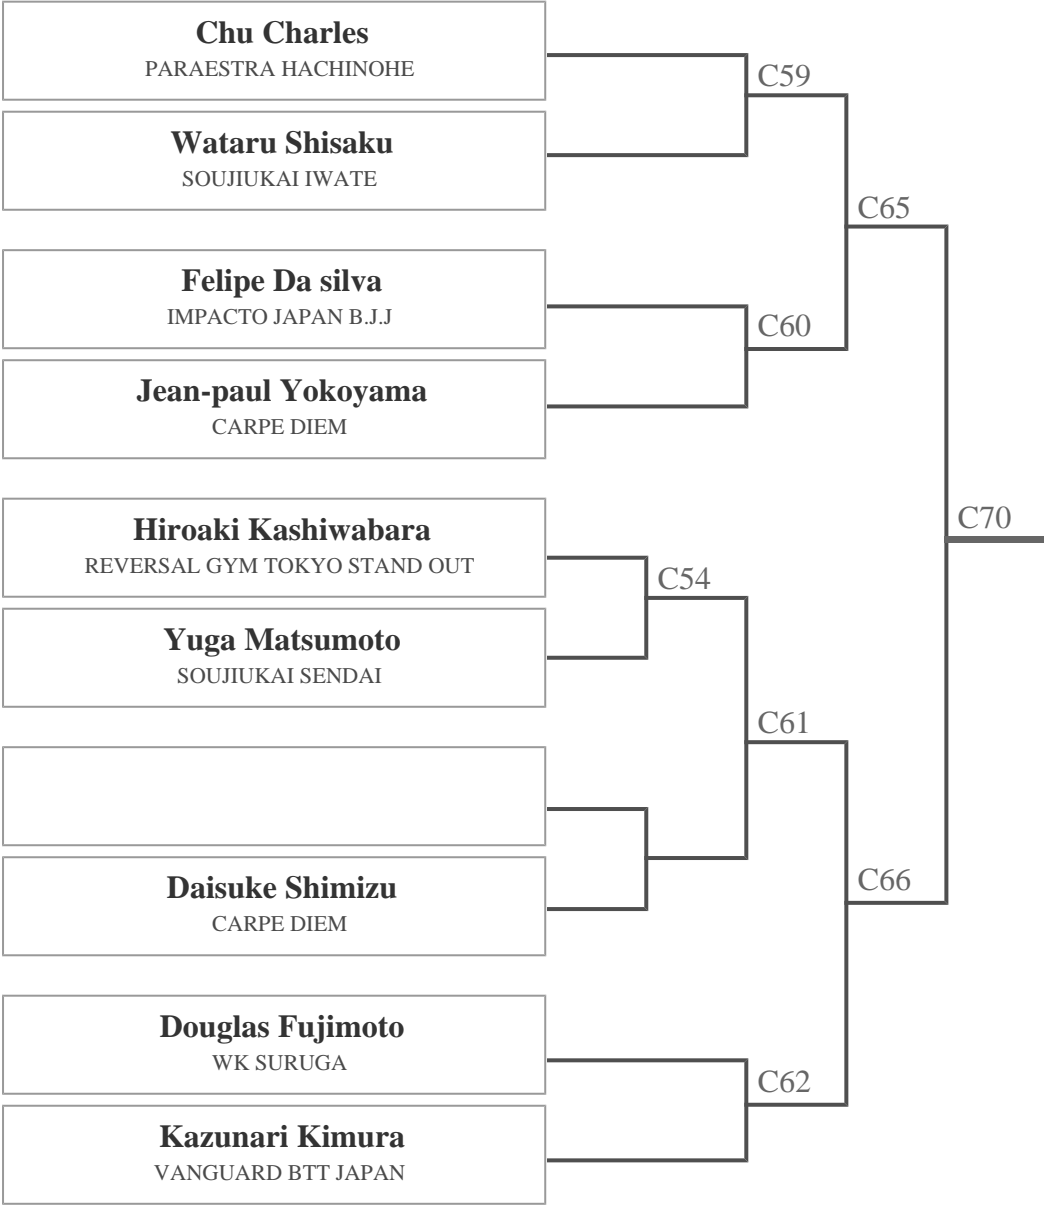 Chu Charles
PARAESTRA HACHINOHE
C59
Wataru Shisaku
SOUJIUKAI IWATE
C65
Felipe Da silva
IMPACTO JAPAN B.J.J
C60
Jean-paul Yokoyama
CARPE DIEM
Hiroaki Kashiwabara
REVERSAL GYM TOKYO STAND OUT
C70
C54
Yuga Matsumoto
SOUJIUKAI SENDAI
C61
Daisuke Shimizu
CARPE DIEM
C66
Douglas Fujimoto
WK SURUGA
C62
Kazunari Kimura
VANGUARD BTT JAPAN